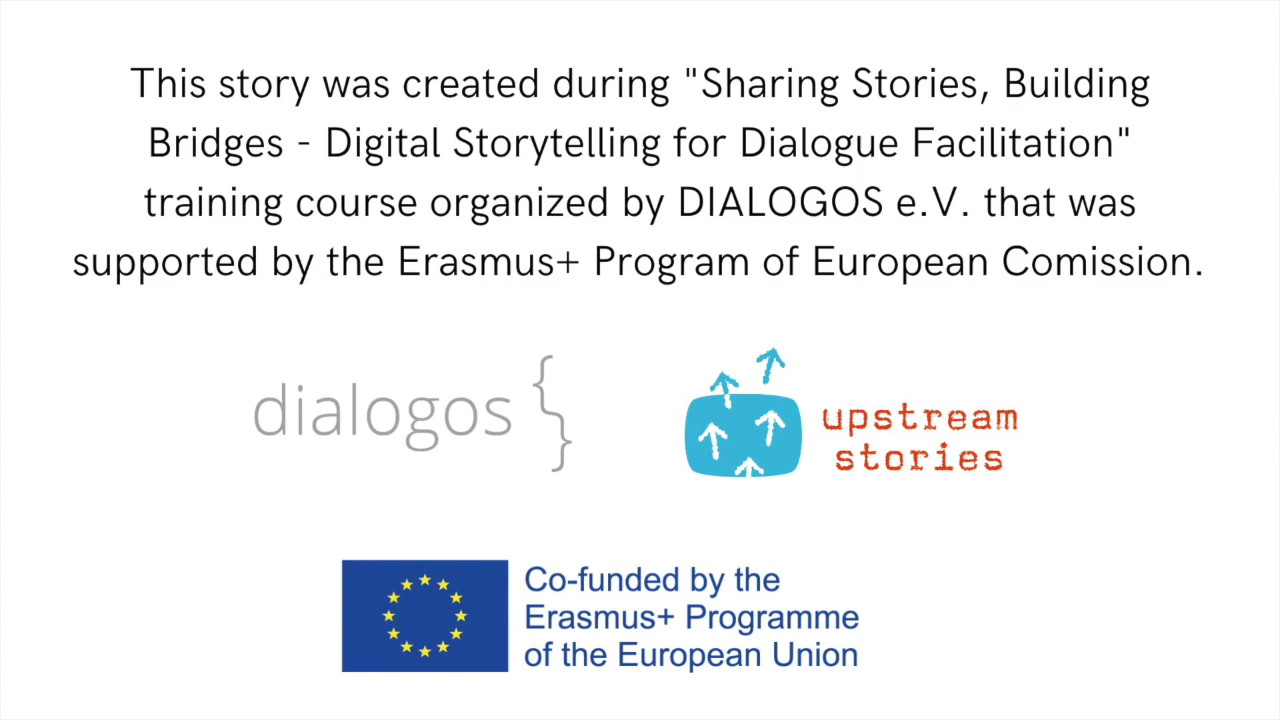 This story was created during "Sharing Stories, Building
Bridges - Digital Storytelling for Dialogue Facilitation"
training course organized by DIALOGOS e.V. that was
supported by the Erasmus+ Program of European Comission.
dialogos
upstream
stories
Co-funded by the
Erasmus+ Programme
of the European Union